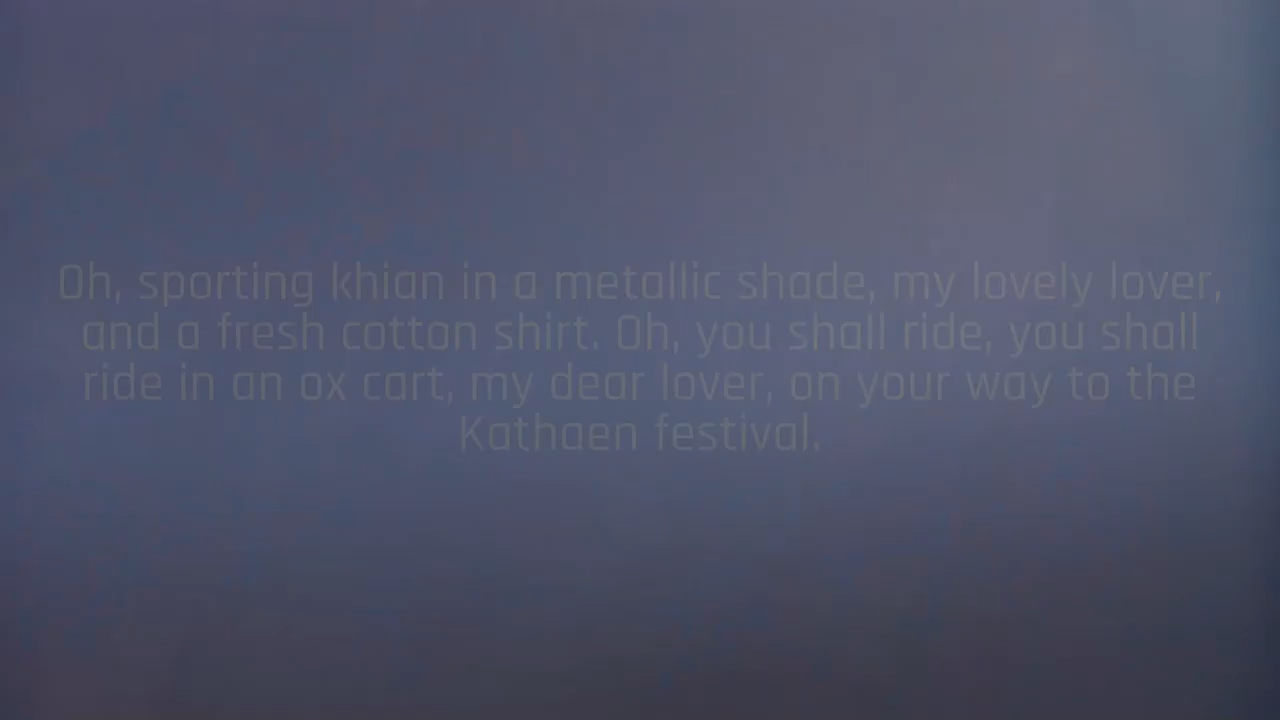 Oh, sporting khian in a metallic shade, my lovely lover,
and a fresh cotton shirt. Oh, you shall ride, you shall
ride in an ox cart, my dear lover, on your way to the
Kathaen festival.